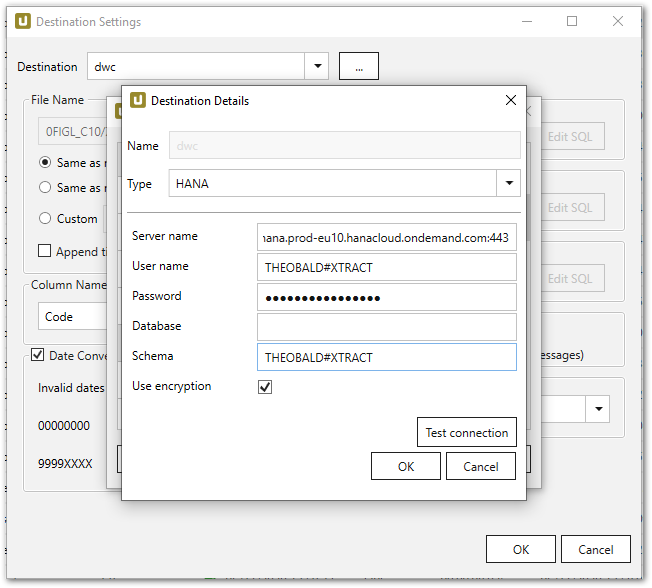 Destination Settings
Destination
dwc
...
File Name
0FIGL_C10/
Same as
Same as
Custom
Append
Column Name
Code
Date Conve
Invalid dates
00000000
9999XXXX
Edit SQL
Edit SQL
Edit SQL
essages)
Destination Details
Name
dwc
Type
HANA
Server name
hana.prod-eu10.hanacloud.ondemand.com:443
User name
THEOBALD#XTRACT
Password
●●●●●●●●●●●●●●●●
Database
Schema
THEOBALD#XTRACT
Use encryption
Test connection
OK
Cancel
OK
Cancel